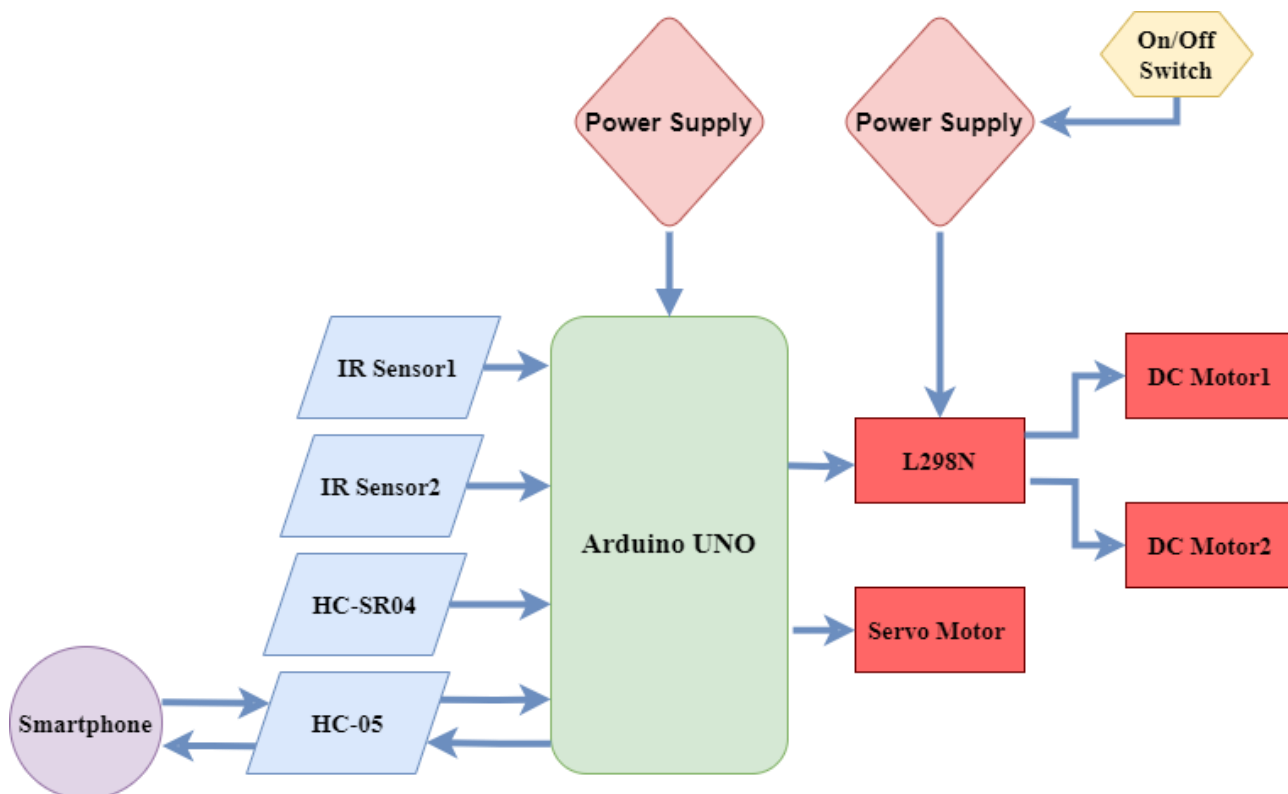 On/Off
Switch
Power Supply
Power Supply
IR Sensor1
DC Motor1
L298N
IR Sensor2
Arduino UNO
DC Motor2
HC-SR04
Servo Motor
Smartphone
HC-05